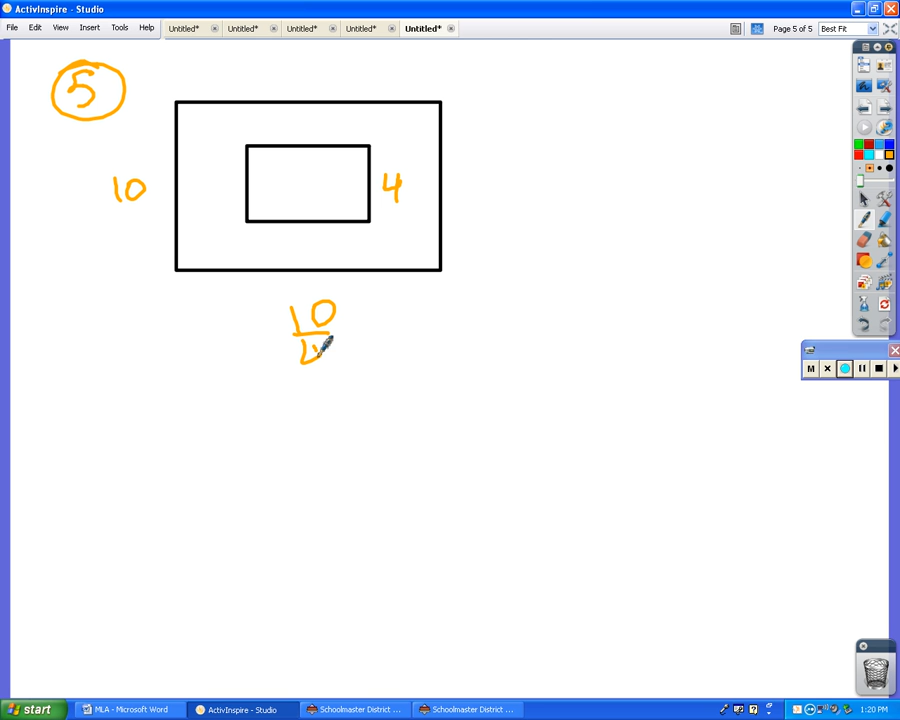 ActivInspire - Studio
File Edit View Insert Tools Help Untitled* Untitled* Untitled* Untitled* Untitled* Page 5 of 5 Best Fit
5
10
4
10
M
start MLA - Microsoft Word ActivInspire - Studio Schoolmaster District ... Schoolmaster District ... 1:20 PM